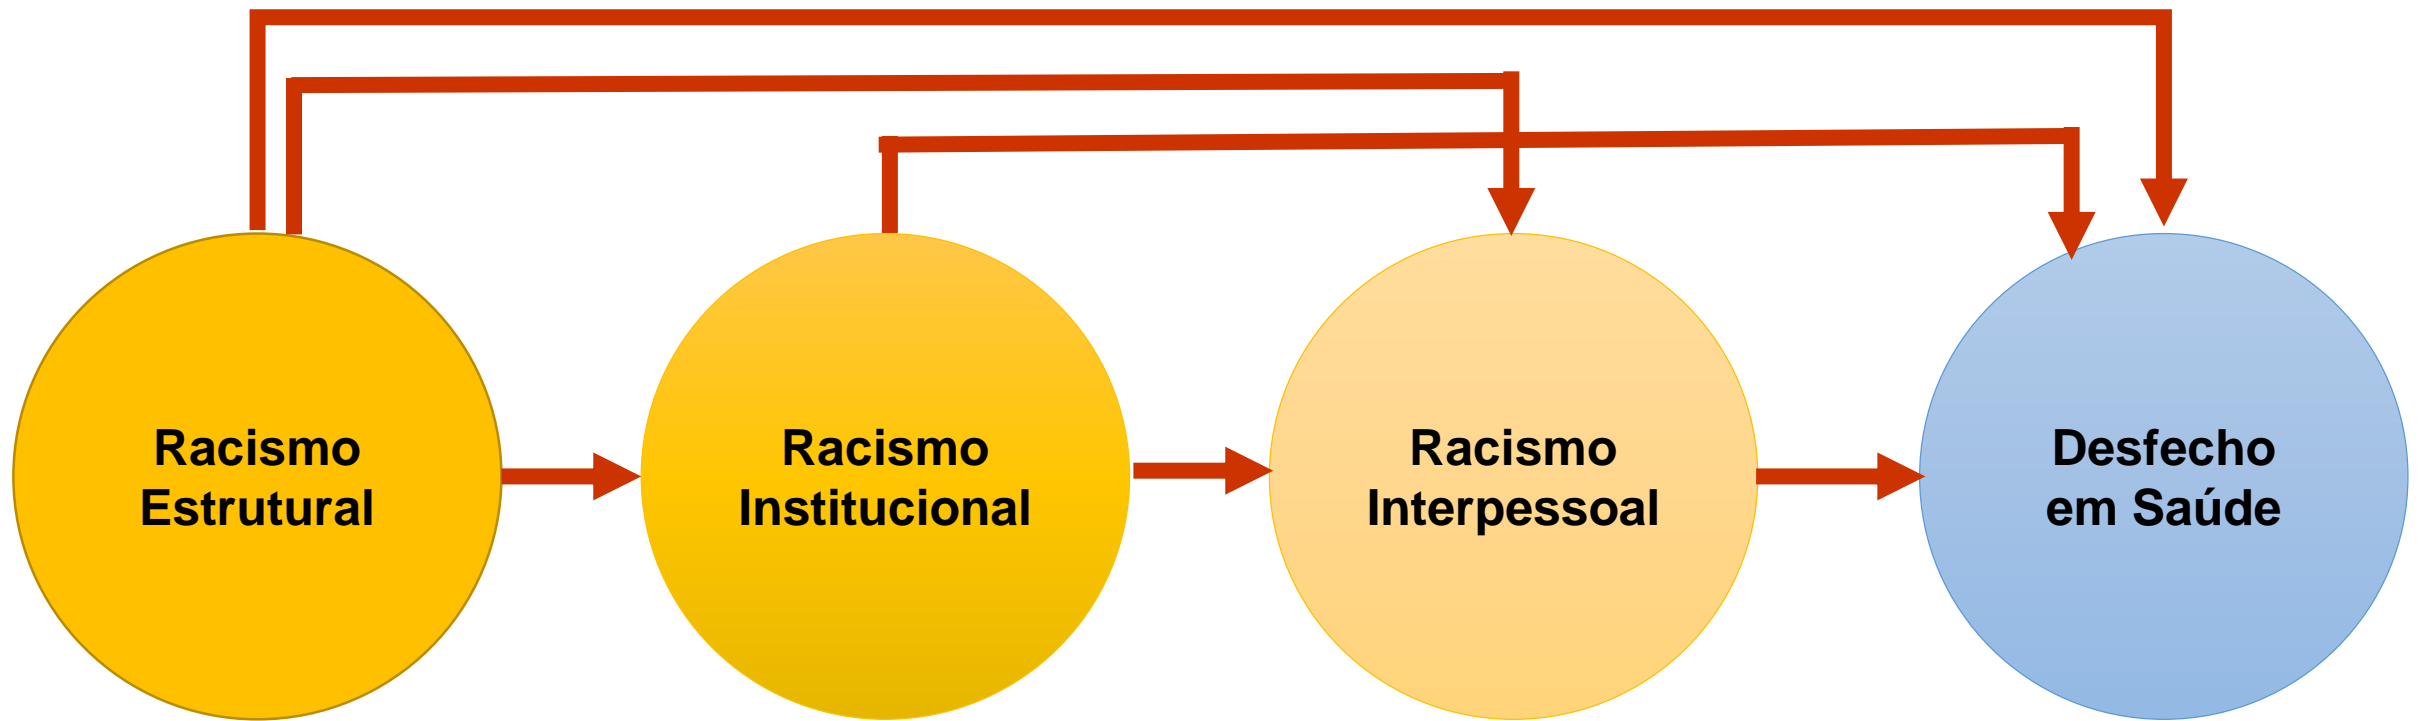 Racismo
Estrutural
Racismo
Institucional
Racismo
Interpessoal
Desfecho
em Saúde